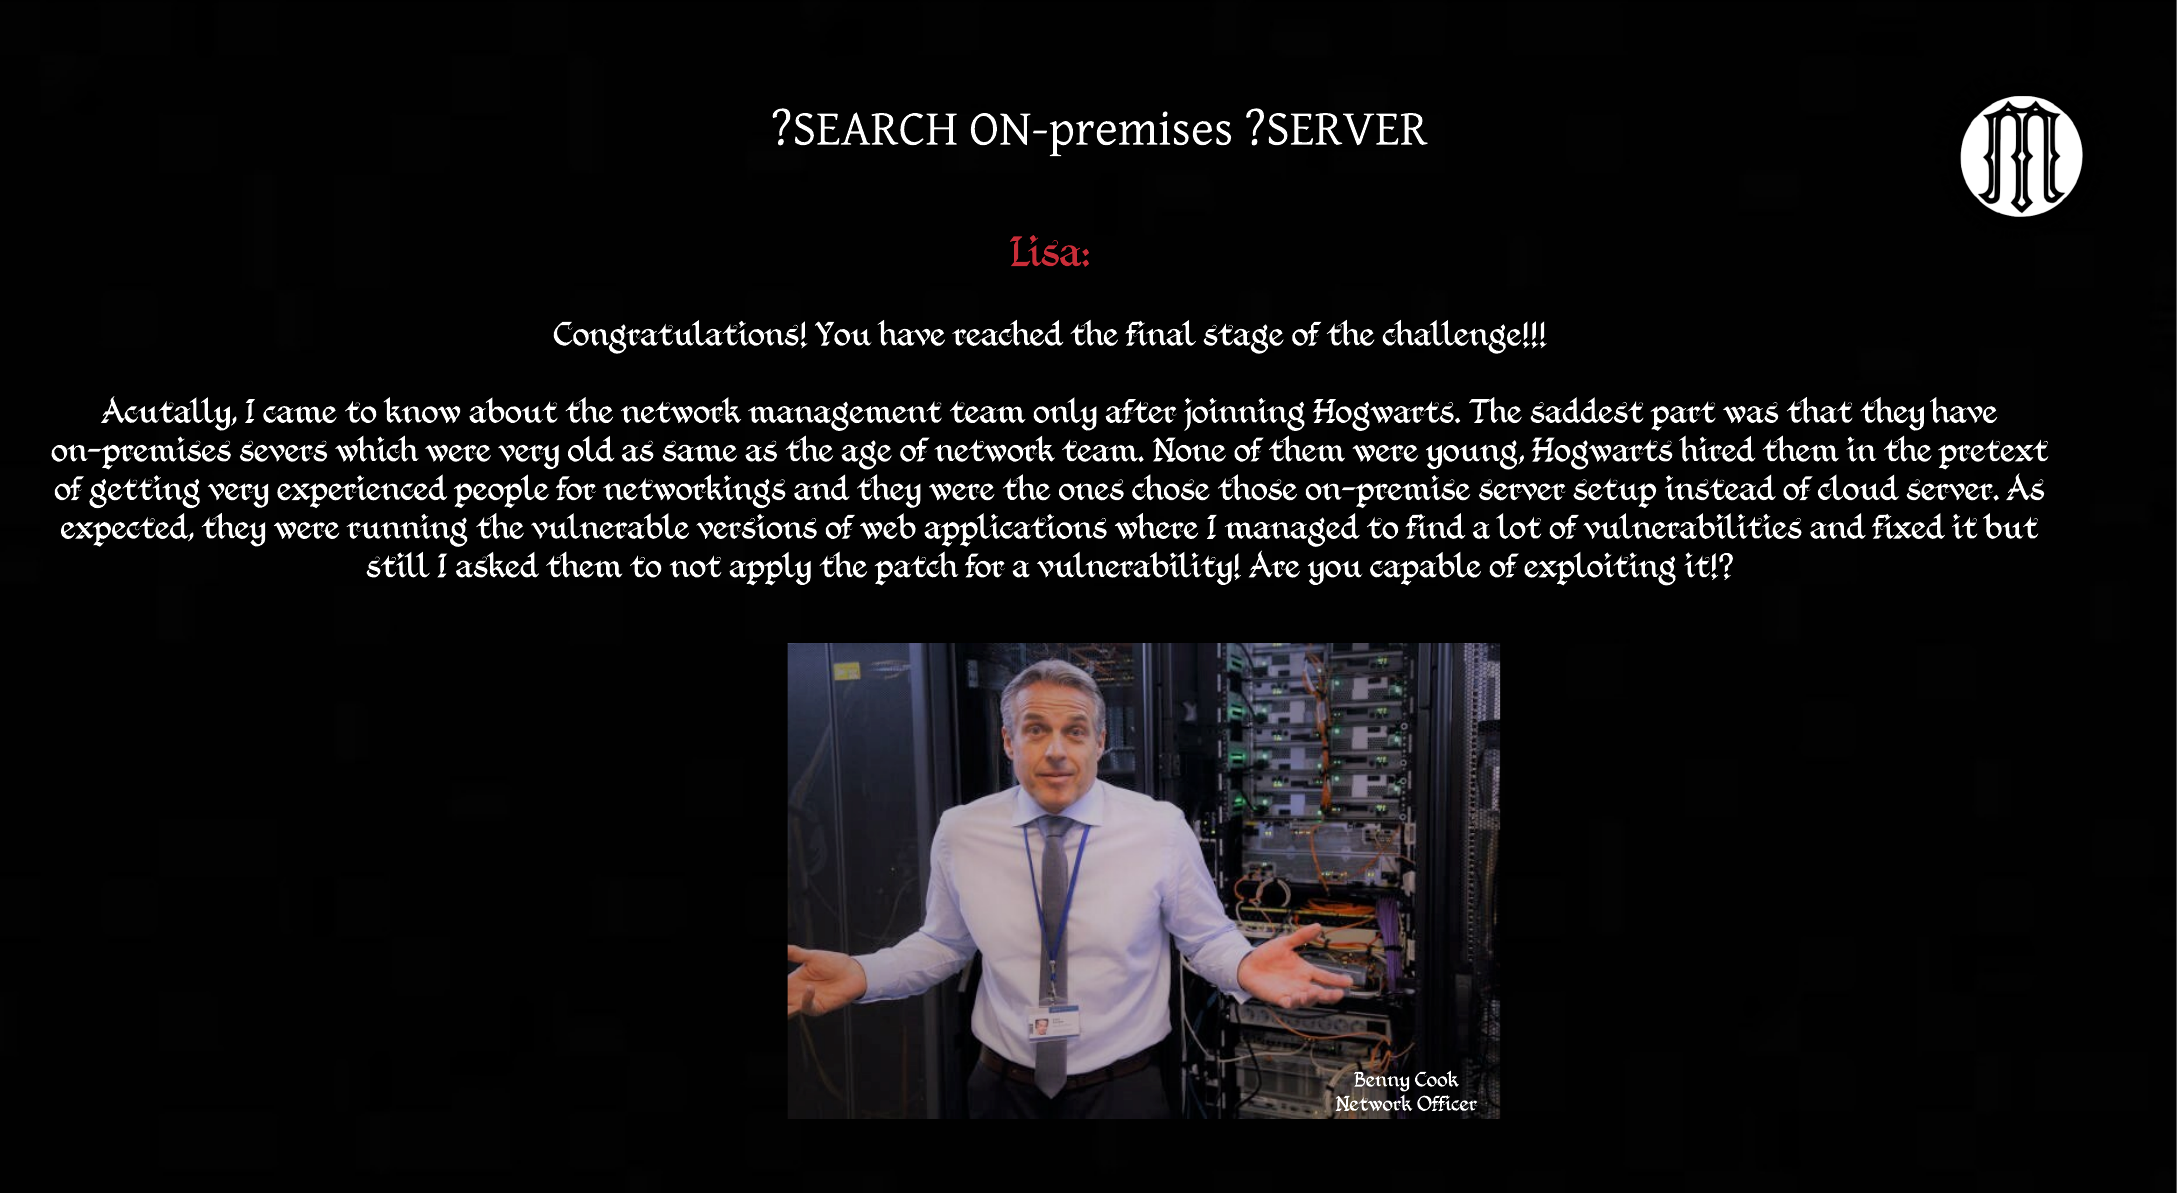 ?SEARCH ON-premises ?SERVER
M
Lisa:
Congratulations! You have reached the final stage of the challenge!!!
Acutally, I came to know about the network management team only after joinning Hogwarts. The saddest part was that they have
on-premises severs which were very old as same as the age of network team. None of them were young, Hogwarts hired them in the pretext
of getting very experienced people for networkings and they were the ones chose those on-premise server setup instead of cloud server. As
expected, they were running the vulnerable versions of web applications where I managed to find a lot of vulnerabilities and fixed it but
still I asked them to not apply the patch for a vulnerability! Are you capable of exploiting it!?
Benny Cook
Network Officer